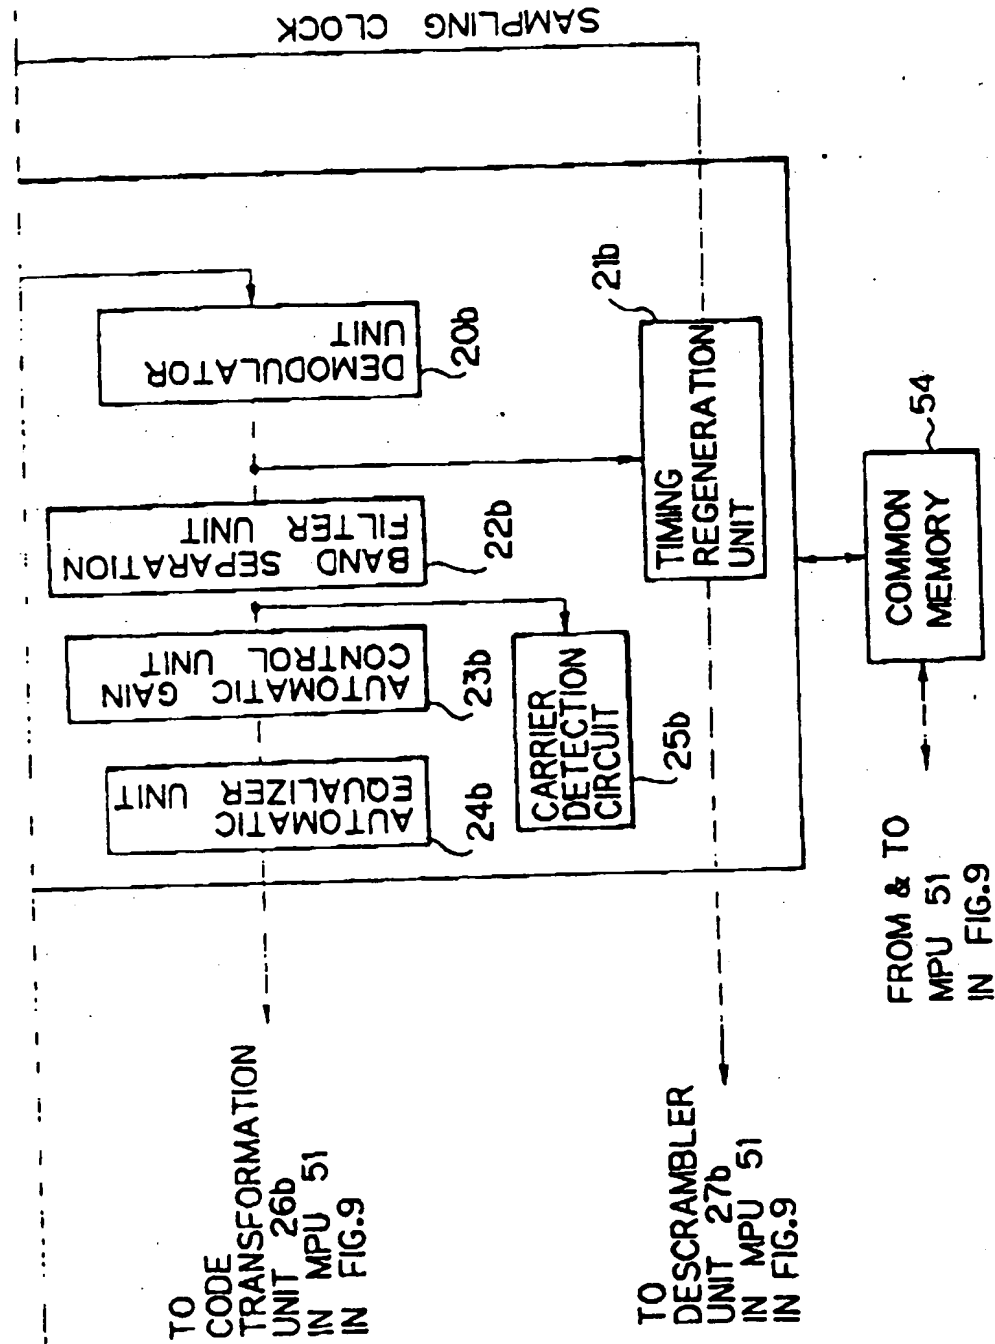 SAMPLING CLOCK
DEMODULATOR
UNIT
20b
21b
TIMING
REGENERATION
UNIT
BAND SEPARATION
FILTER UNIT
22b
AUTOMATIC GAIN
CONTROL UNIT
23b
CARRIER
DETECTION
CIRCUIT
25b
AUTOMATIC
EQUALIZER UNIT
24b
COMMON
MEMORY
54
TO
CODE
TRANSFORMATION
UNIT 26b
IN MPU 51
IN FIG.9
TO
DESCRAMBLER
UNIT 27b
IN MPU 51
IN FIG.9
FROM & TO
MPU 51
IN FIG.9